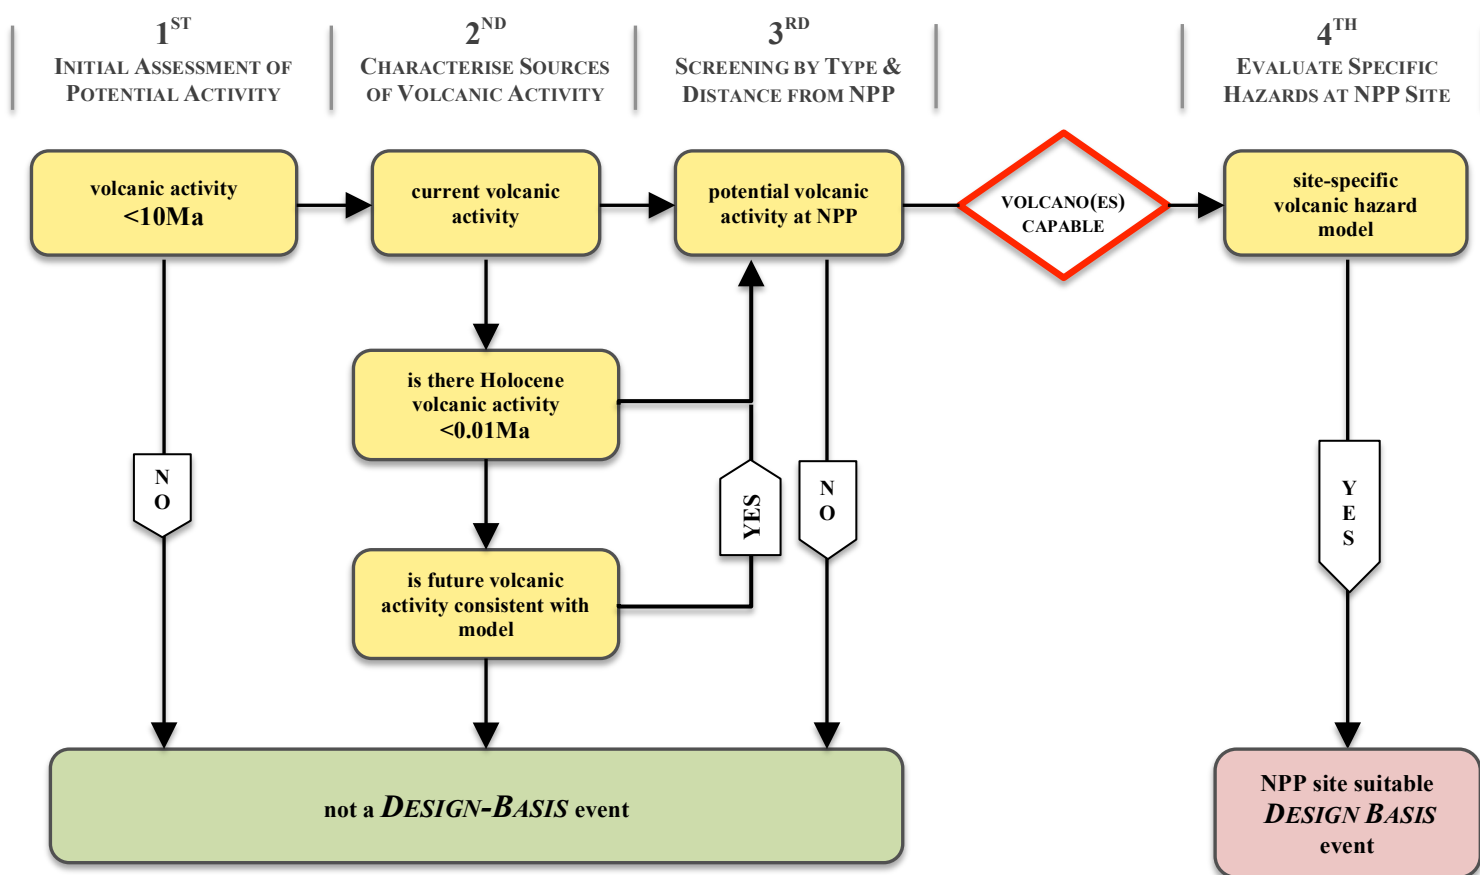 1ST
INITIAL ASSESSMENT OF
POTENTIAL ACTIVITY
2ND
CHARACTERISE SOURCES
OF VOLCANIC ACTIVITY
3RD
SCREENING BY TYPE &
DISTANCE FROM NPP
4TH
EVALUATE SPECIFIC
HAZARDS AT NPP SITE
volcanic activity
<10Ma
current volcanic
activity
potential volcanic
activity at NPP
VOLCANO(ES)
CAPABLE
site-specific
volcanic hazard
model
is there Holocene
volcanic activity
<0.01Ma
NO
YES
NO
YES
is future volcanic
activity consistent with
model
not a DESIGN-BASIS event
NPP site suitable
DESIGN BASIS
event